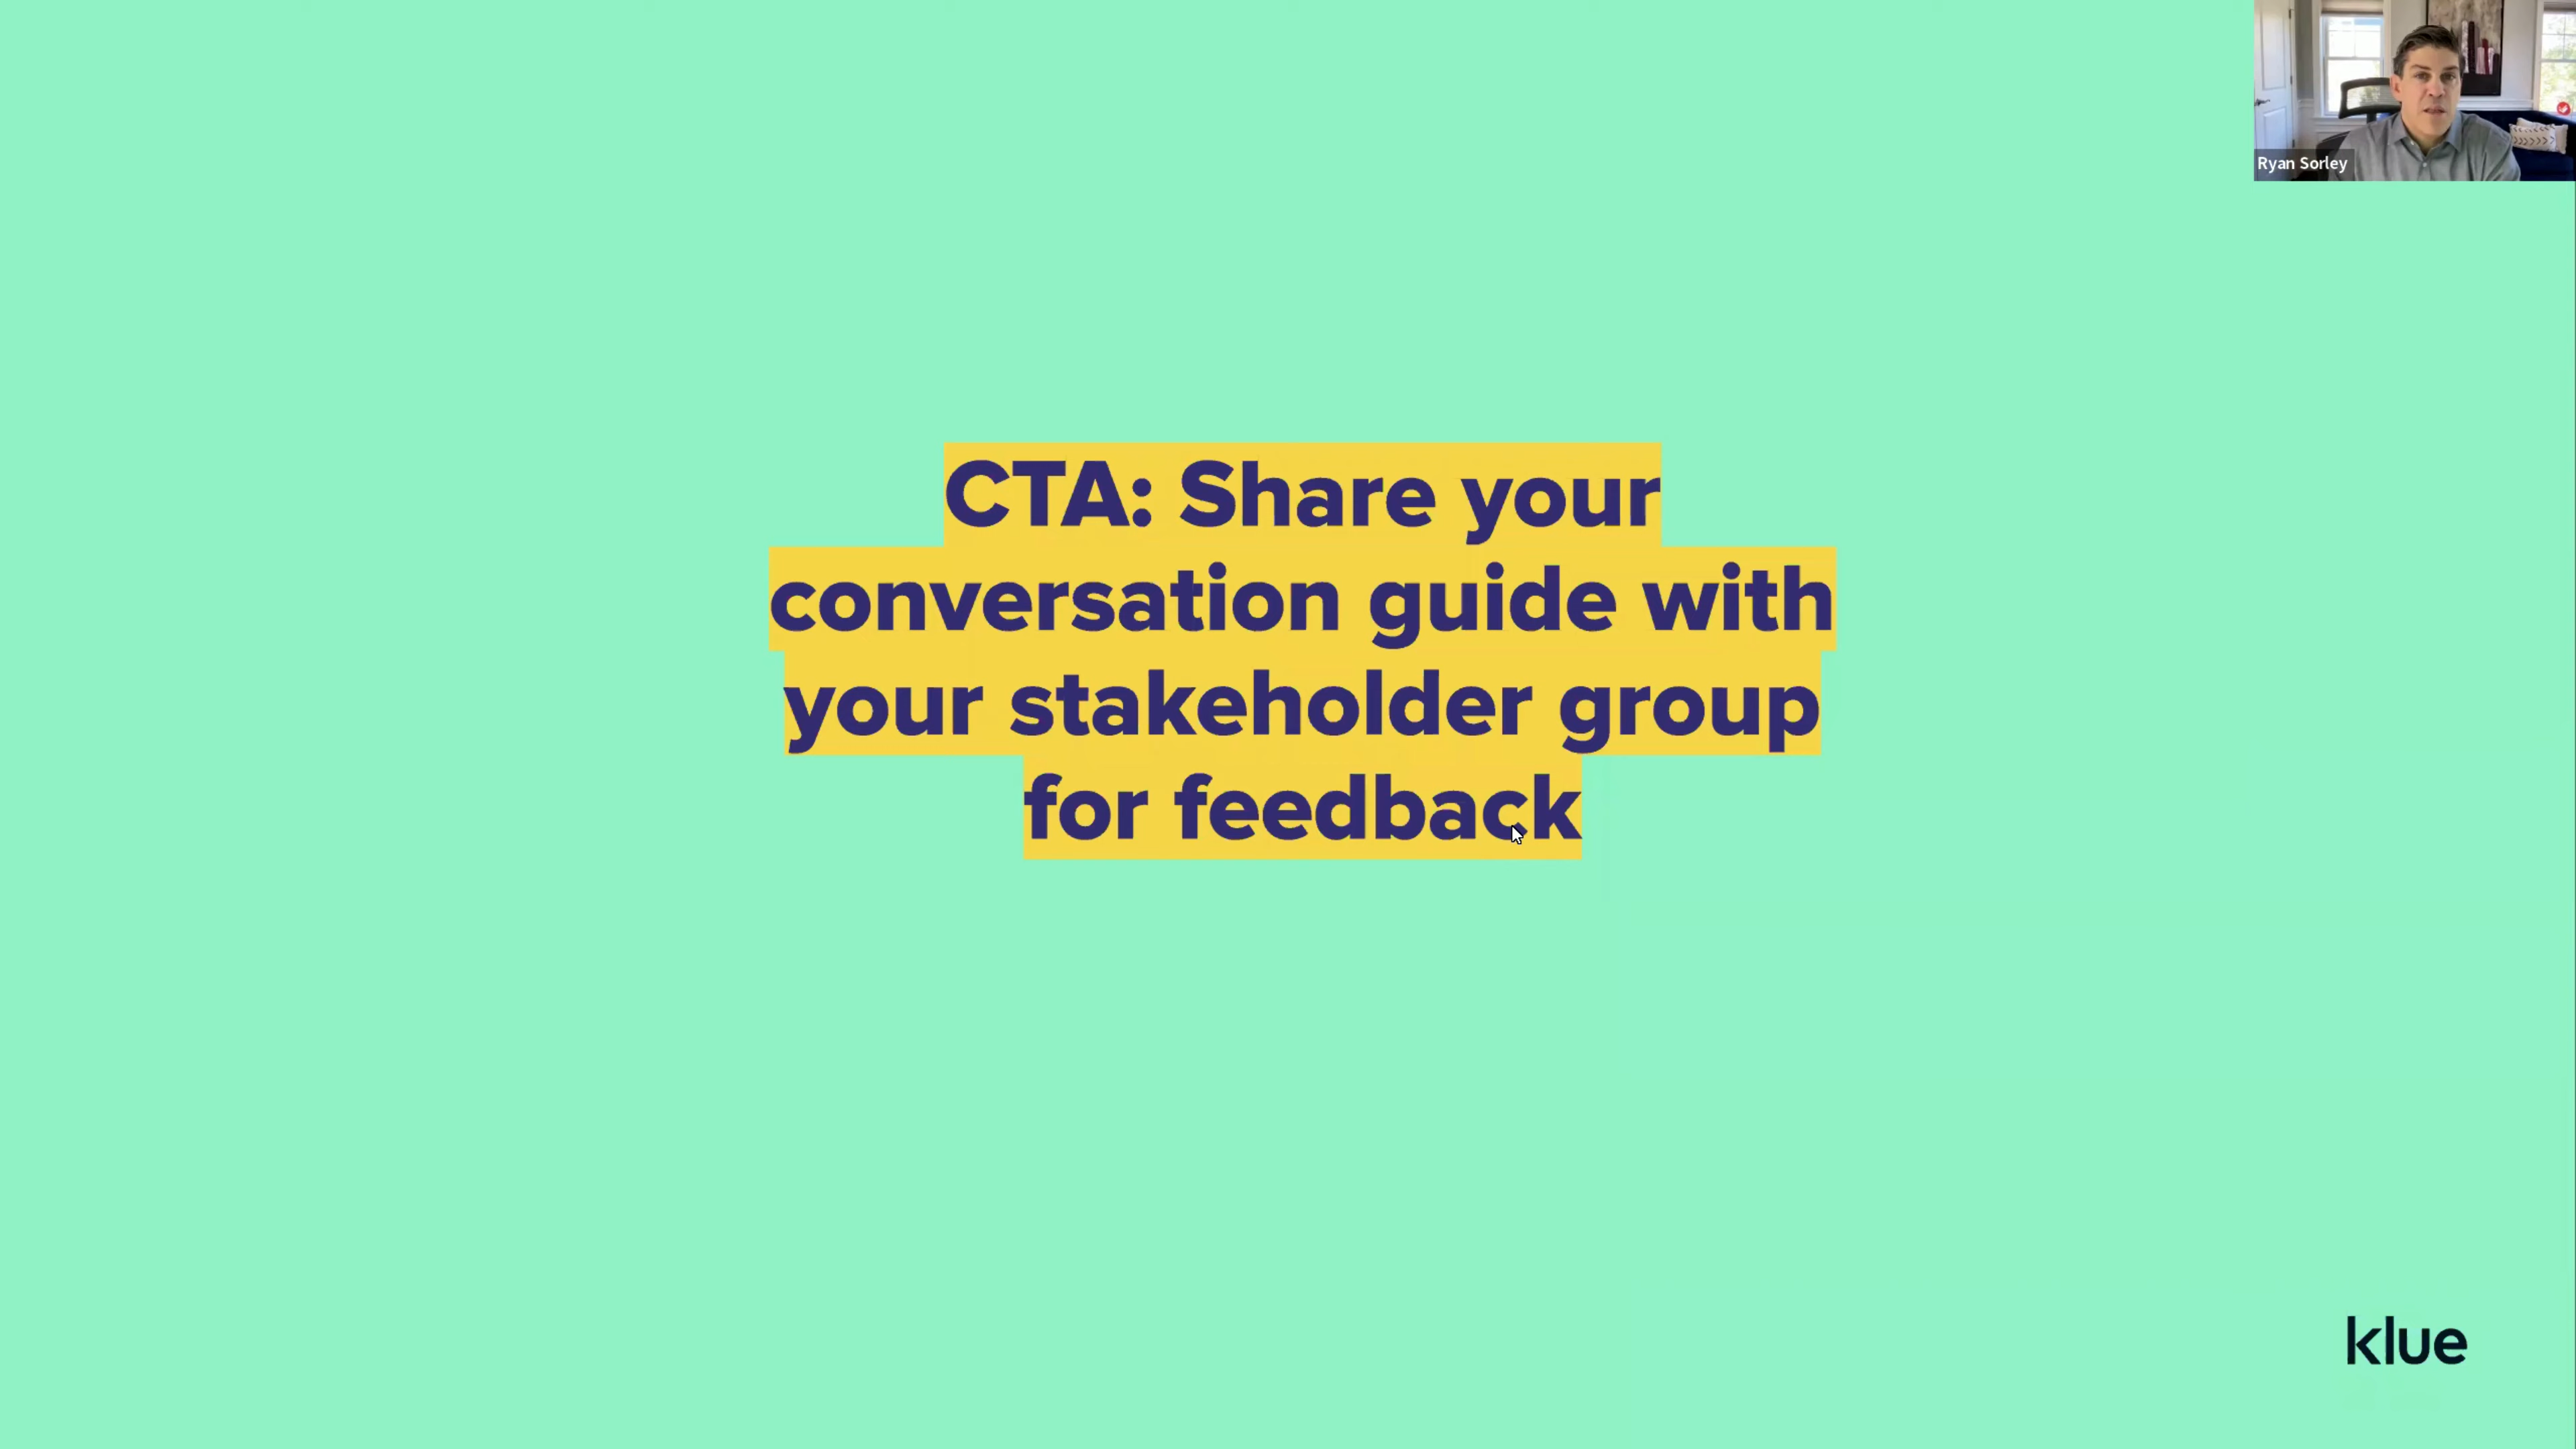 Ryan Sorley
CTA: Share your
conversation guide with
your stakeholder group
for feedback
klue